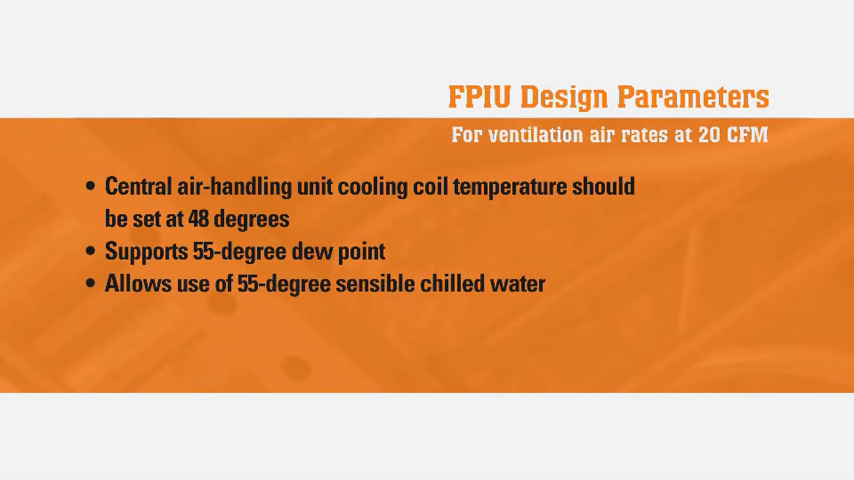 FPIU Design Parameters
For ventilation air rates at 20 CFM
• Central air-handling unit cooling coil temperature should
be set at 48 degrees
• Supports 55-degree dew point
• Allows use of 55-degree sensible chilled water